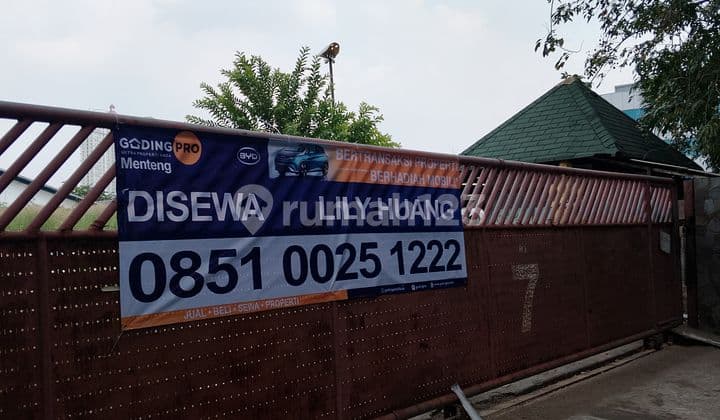 GADING PRO
Menteng
BYD
BERTRANSAKSI PROPERTI
BERHADIAH MOBIL
DISEWA LILY HUANG
rumah123
0851 0025 1222
JUAL • BELI • SEWA • PROPERTI
7